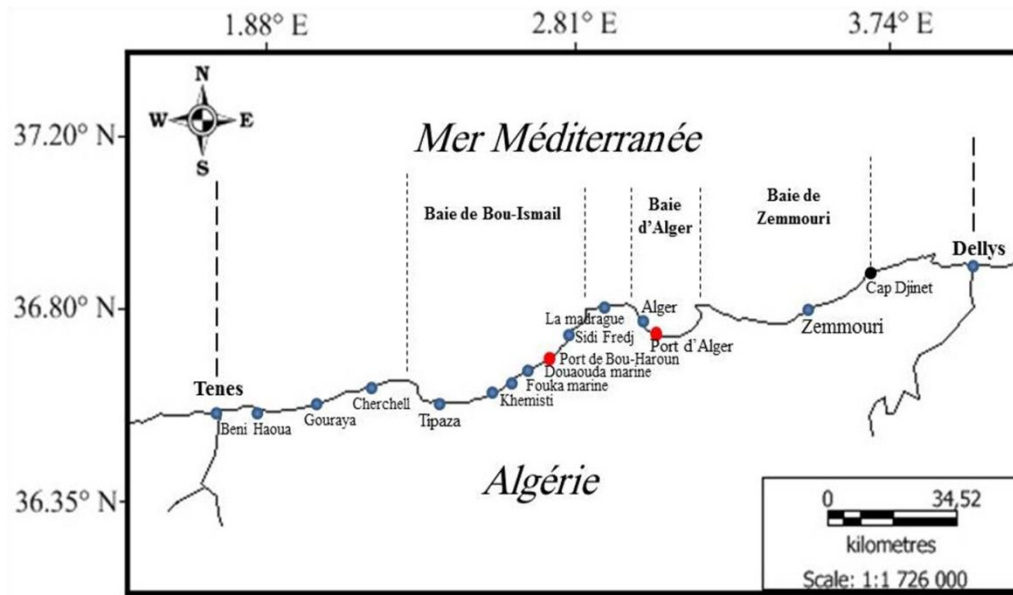 1.88° E 2.81° E 3.74° E
N
W E
S
37.20° N
36.80° N
36.35° N
Mer Méditerranée
Baie de Bou-Ismail
Baie
d'Alger
Baie de
Zemmouri
Dellys
Cap Djinet
Zemmouri
Alger
Port d'Alger
La madrague
Sidi Fredj
Port de Bou-Haroun
Douaouda marine
Fouka marine
Khemisti
Tipaza
Cherchell
Gouraya
Tenes
Beni Haoua
Algérie
0 34,52
kilometres
Scale: 1:1 726 000